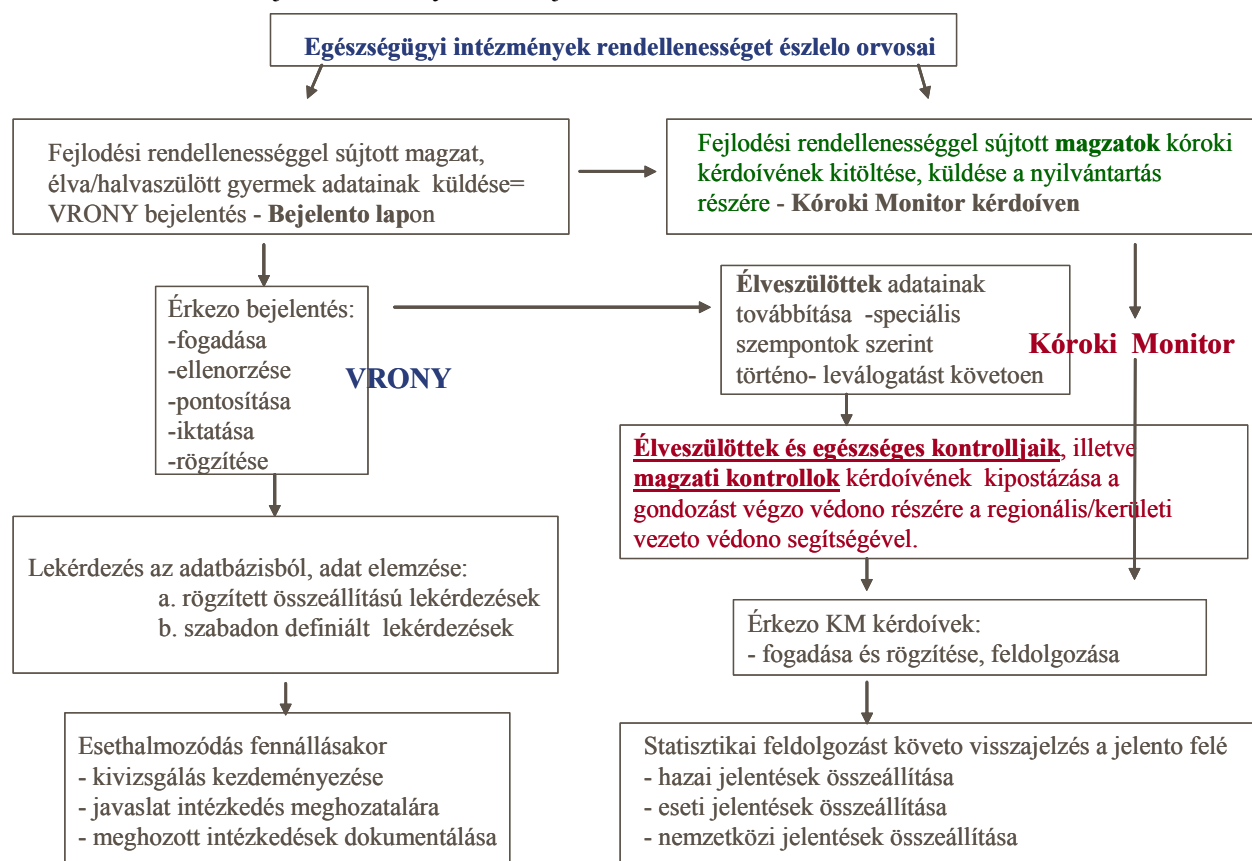 Egészségügyi intézmények rendellenességet észlelo orvosai
Fejlodési rendellenességgel sújtott magzat,
élva/halvaszülött gyermek adatainak küldése=
VRONY bejelentés - Bejelento lapon
Fejlodési rendellenességgel sújtott magzatok kóroki
kérdoívének kitöltése, küldése a nyilvántartás
részére - Kóroki Monitor kérdoíven
Érkezo bejelentés:
-fogadása
-ellenorzése
-pontosítása
-iktatása
-rögzítése
VRONY
Élveszülöttek adatainak
továbbítása -speciális
szempontok szerint
történo- leválogatást követoen
Kóroki Monitor
Élveszülöttek és egészséges kontrolljaik, illetve
magzati kontrollok kérdoívének kipostázása a
gondozást végzo védono részére a regionális/kerületi
vezeto védono segítségével.
Lekérdezés az adatbázisból, adat elemzése:
a. rögzített összeállítású lekérdezések
b. szabadon definiált lekérdezések
Érkezo KM kérdoívek:
- fogadása és rögzítése, feldolgozása
Esethalmozódás fennállásakor
- kivizsgálás kezdeményezése
- javaslat intézkedés meghozatalára
- meghozott intézkedések dokumentálása
Statisztikai feldolgozást követo visszajelzés a jelento felé
- hazai jelentések összeállítása
- eseti jelentések összeállítása
- nemzetközi jelentések összeállítása